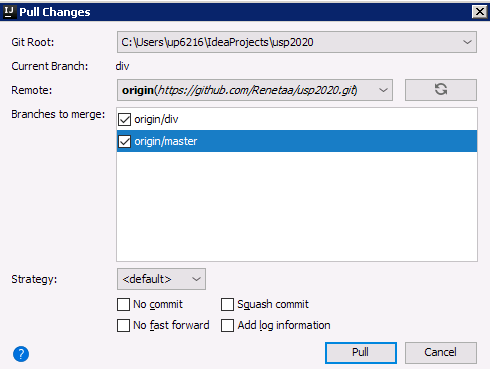 Pull Changes
Git Root: C:\Users\up6216\IdeaProjects\usp2020
Current Branch: div
Remote: origin(https://github.com/Renetaa/usp2020.git)
Branches to merge: origin/div
origin/master
Strategy: <default>
No commit Squash commit
No fast forward Add log information
? Pull Cancel